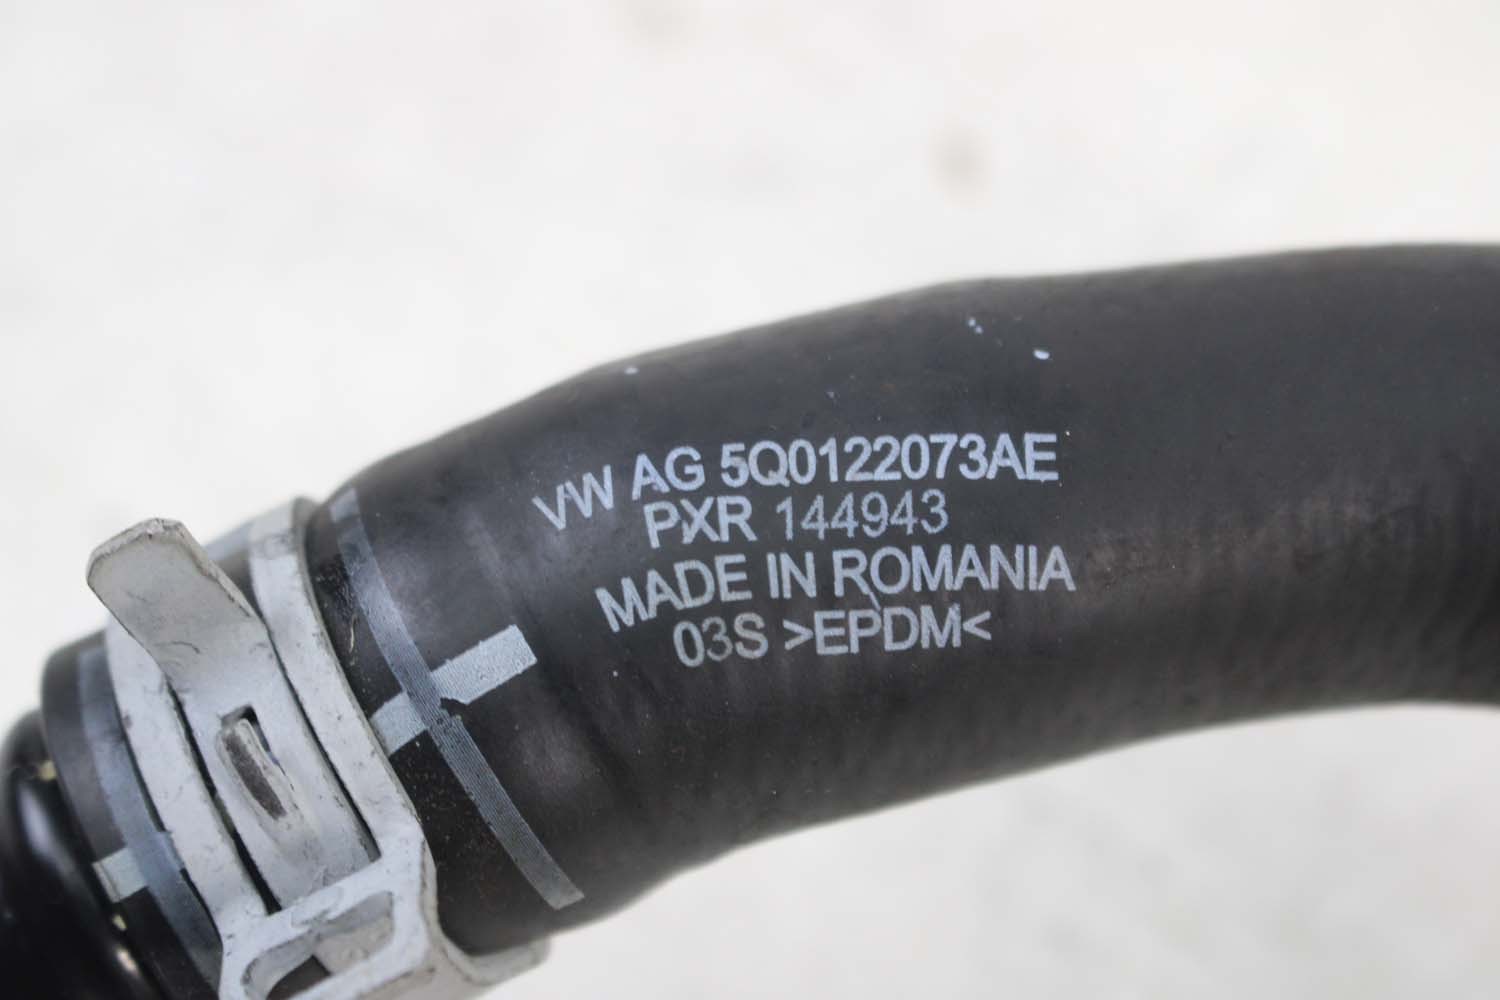 VW AG 5Q0122073AE
PXR 144943
MADE IN ROMANIA
03S >EPDM<